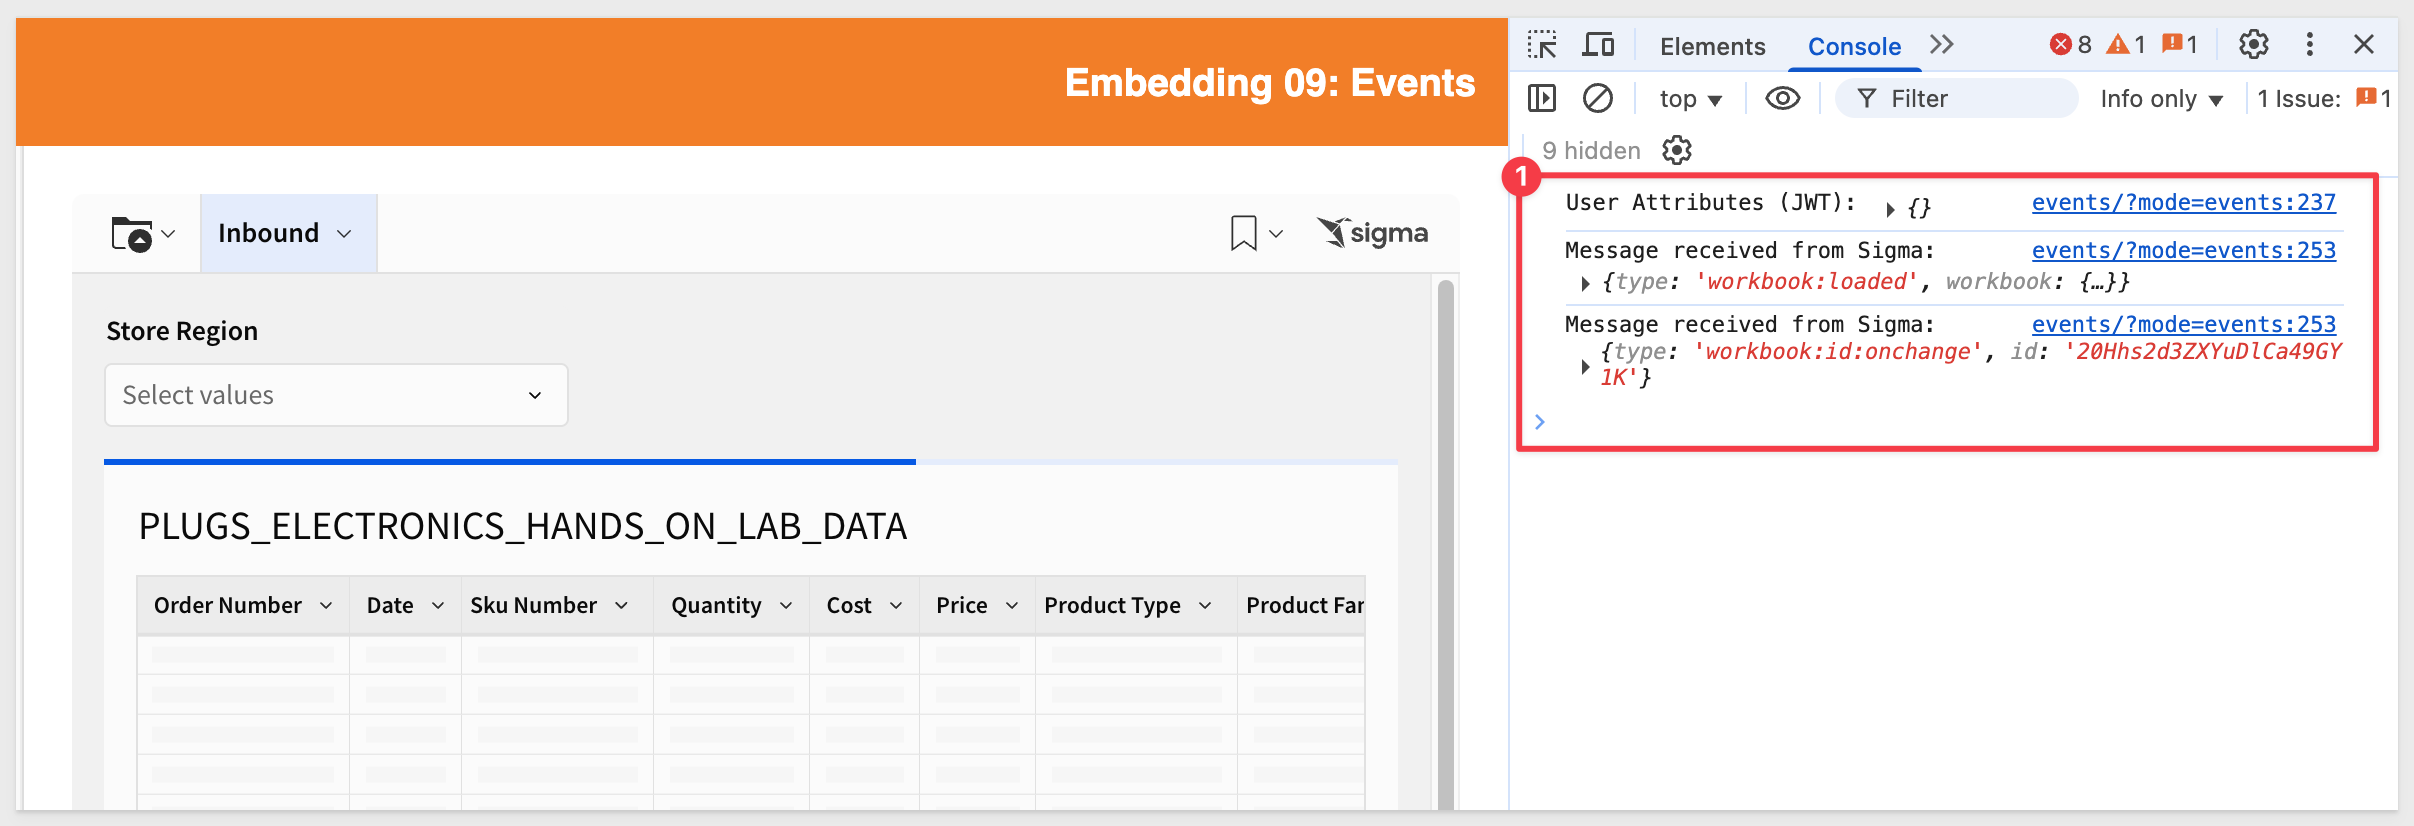 Embedding 09: Events
Inbound
sigma
Store Region
Select values
PLUGS_ELECTRONICS_HANDS_ON_LAB_DATA
Order Number Date Sku Number Quantity Cost Price Product Type Product Far
Elements Console 8 1 1
top Filter Info only 1 Issue: 1
9 hidden
1
User Attributes (JWT): {} events/?mode=events:237
Message received from Sigma: events/?mode=events:253
{type: 'workbook:loaded', workbook: {…}}
Message received from Sigma: events/?mode=events:253
{type: 'workbook:id:onchange', id: '20Hhs2d3ZXYuDlCa49GY
1K'}